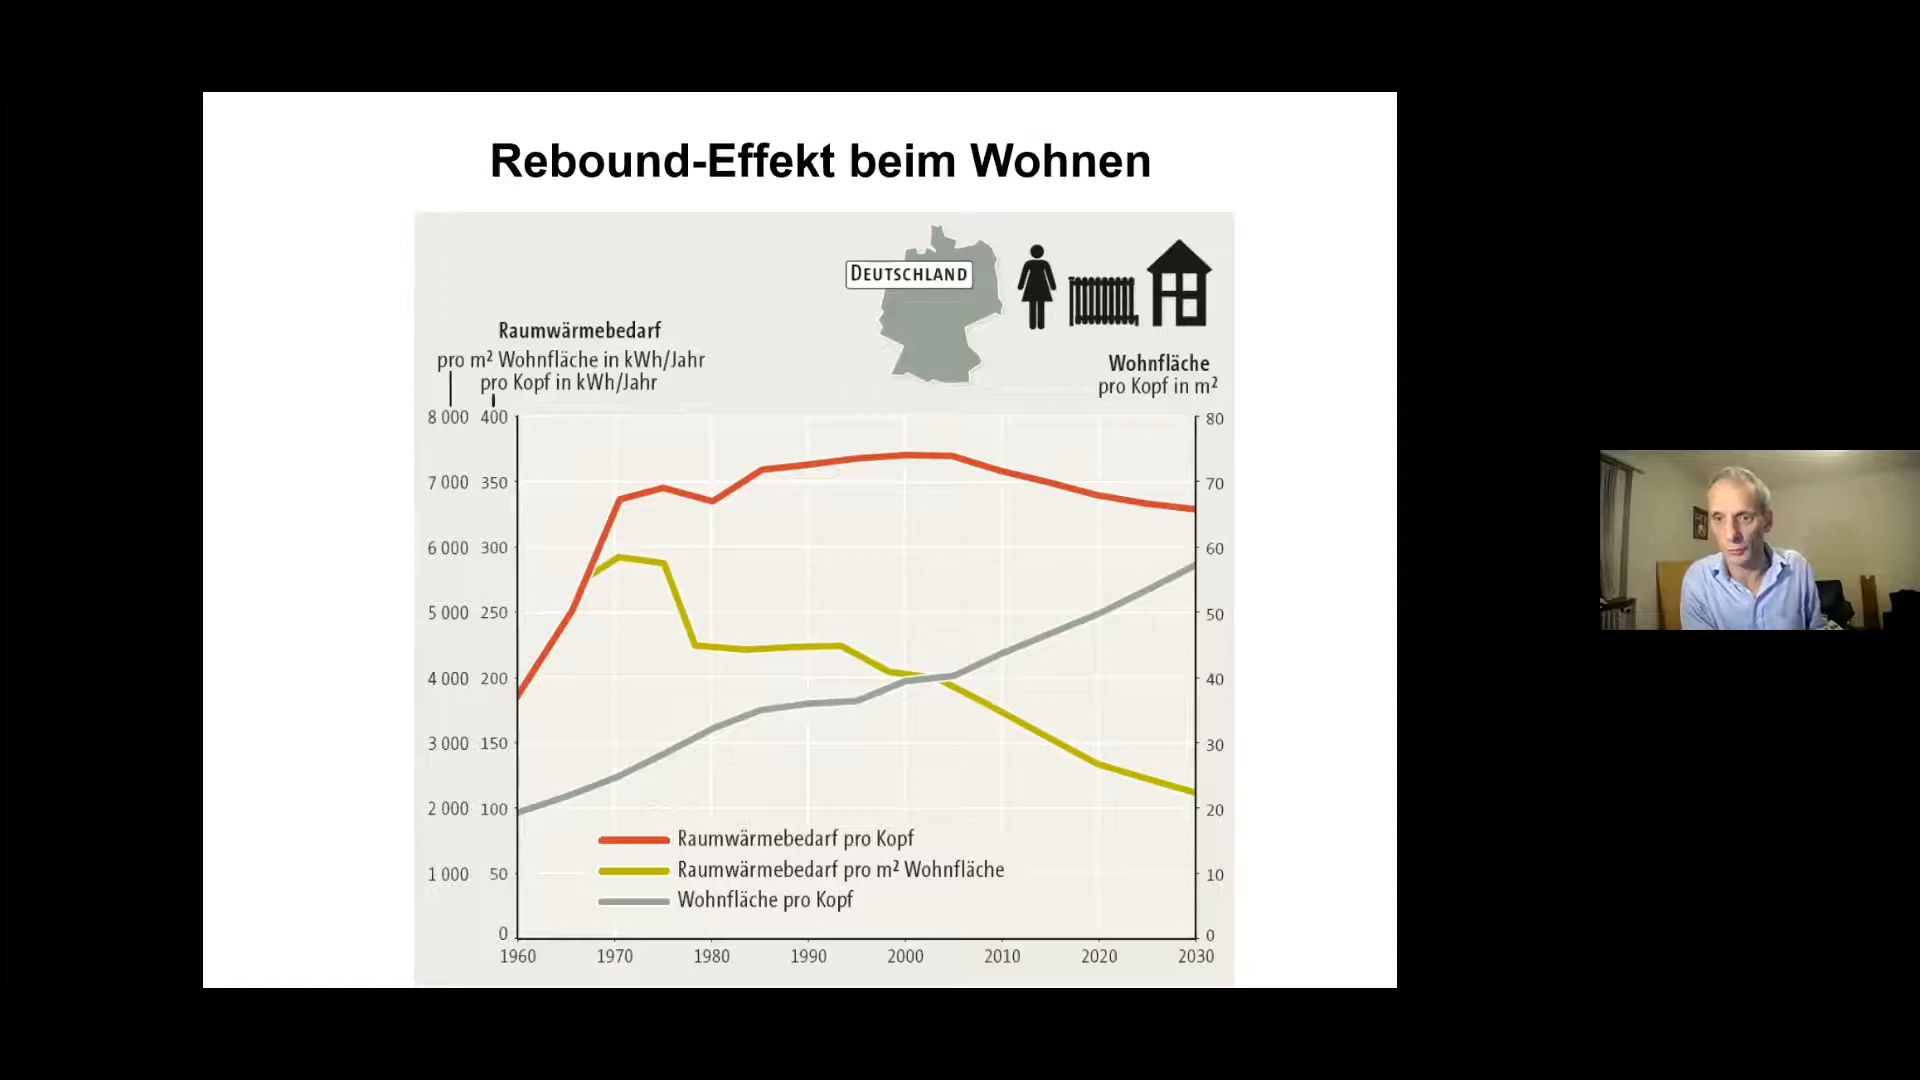 Rebound-Effekt beim Wohnen
DEUTSCHLAND
Raumwärmebedarf
pro m² Wohnfläche in kWh/Jahr
pro Kopf in kWh/Jahr
Wohnfläche
pro Kopf in m²
8 000 400 80
7 000 350 70
6 000 300 60
5 000 250 50
4 000 200 40
3 000 150 30
2 000 100 20
Raumwärmebedarf pro Kopf
Raumwärmebedarf pro m² Wohnfläche
1 000 50 10
Wohnfläche pro Kopf
0 0
1960 1970 1980 1990 2000 2010 2020 2030